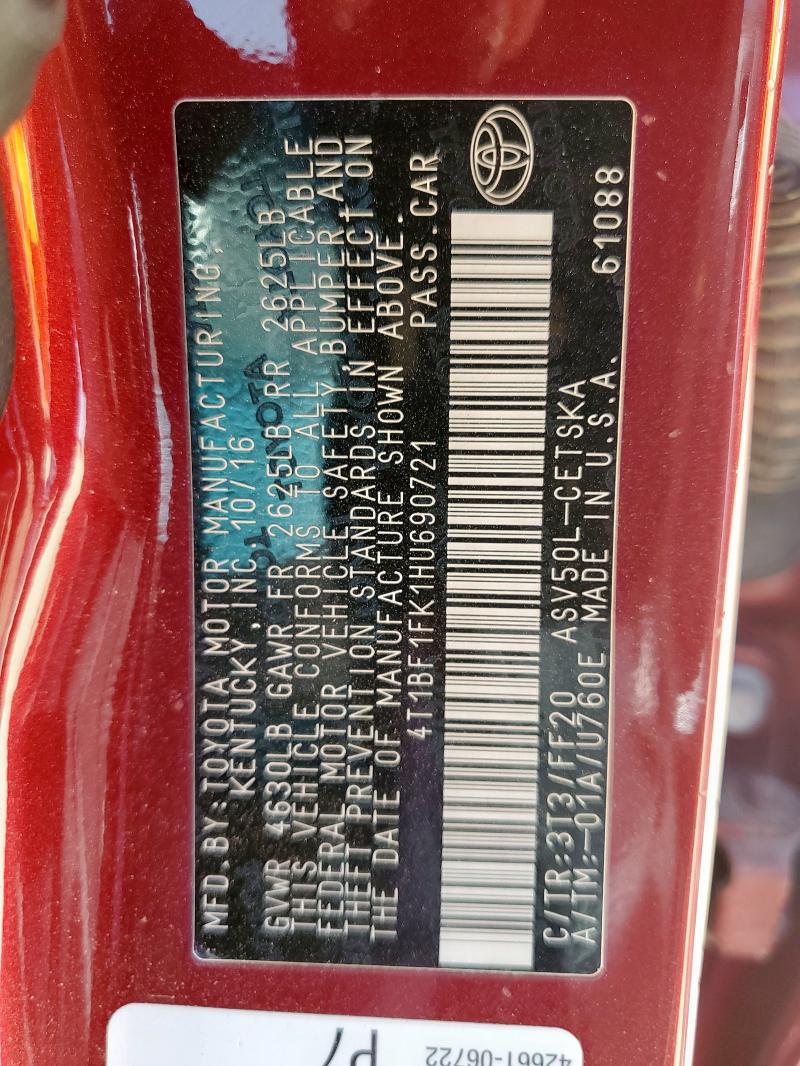 MFD.BY:TOYOTA MOTOR MANUFACTURING,
KENTUCKY,INC. 10/16
GVWR 4630LB GAWR FR 2625LB RR 2625LB
THIS VEHICLE CONFORMS TO ALL APPLICABLE
FEDERAL MOTOR VEHICLE SAFETY, BUMPER AND
THEFT PREVENTION STANDARDS IN EFFECT ON
THE DATE OF MANUFACTURE SHOWN ABOVE.
4T1BF1FK1HU690721 PASS.CAR
C/TR:3T3/FF20 ASV50L-CETSKA
A/TM:-01A/U760E MADE IN U.S.A. 61088
42661-06722